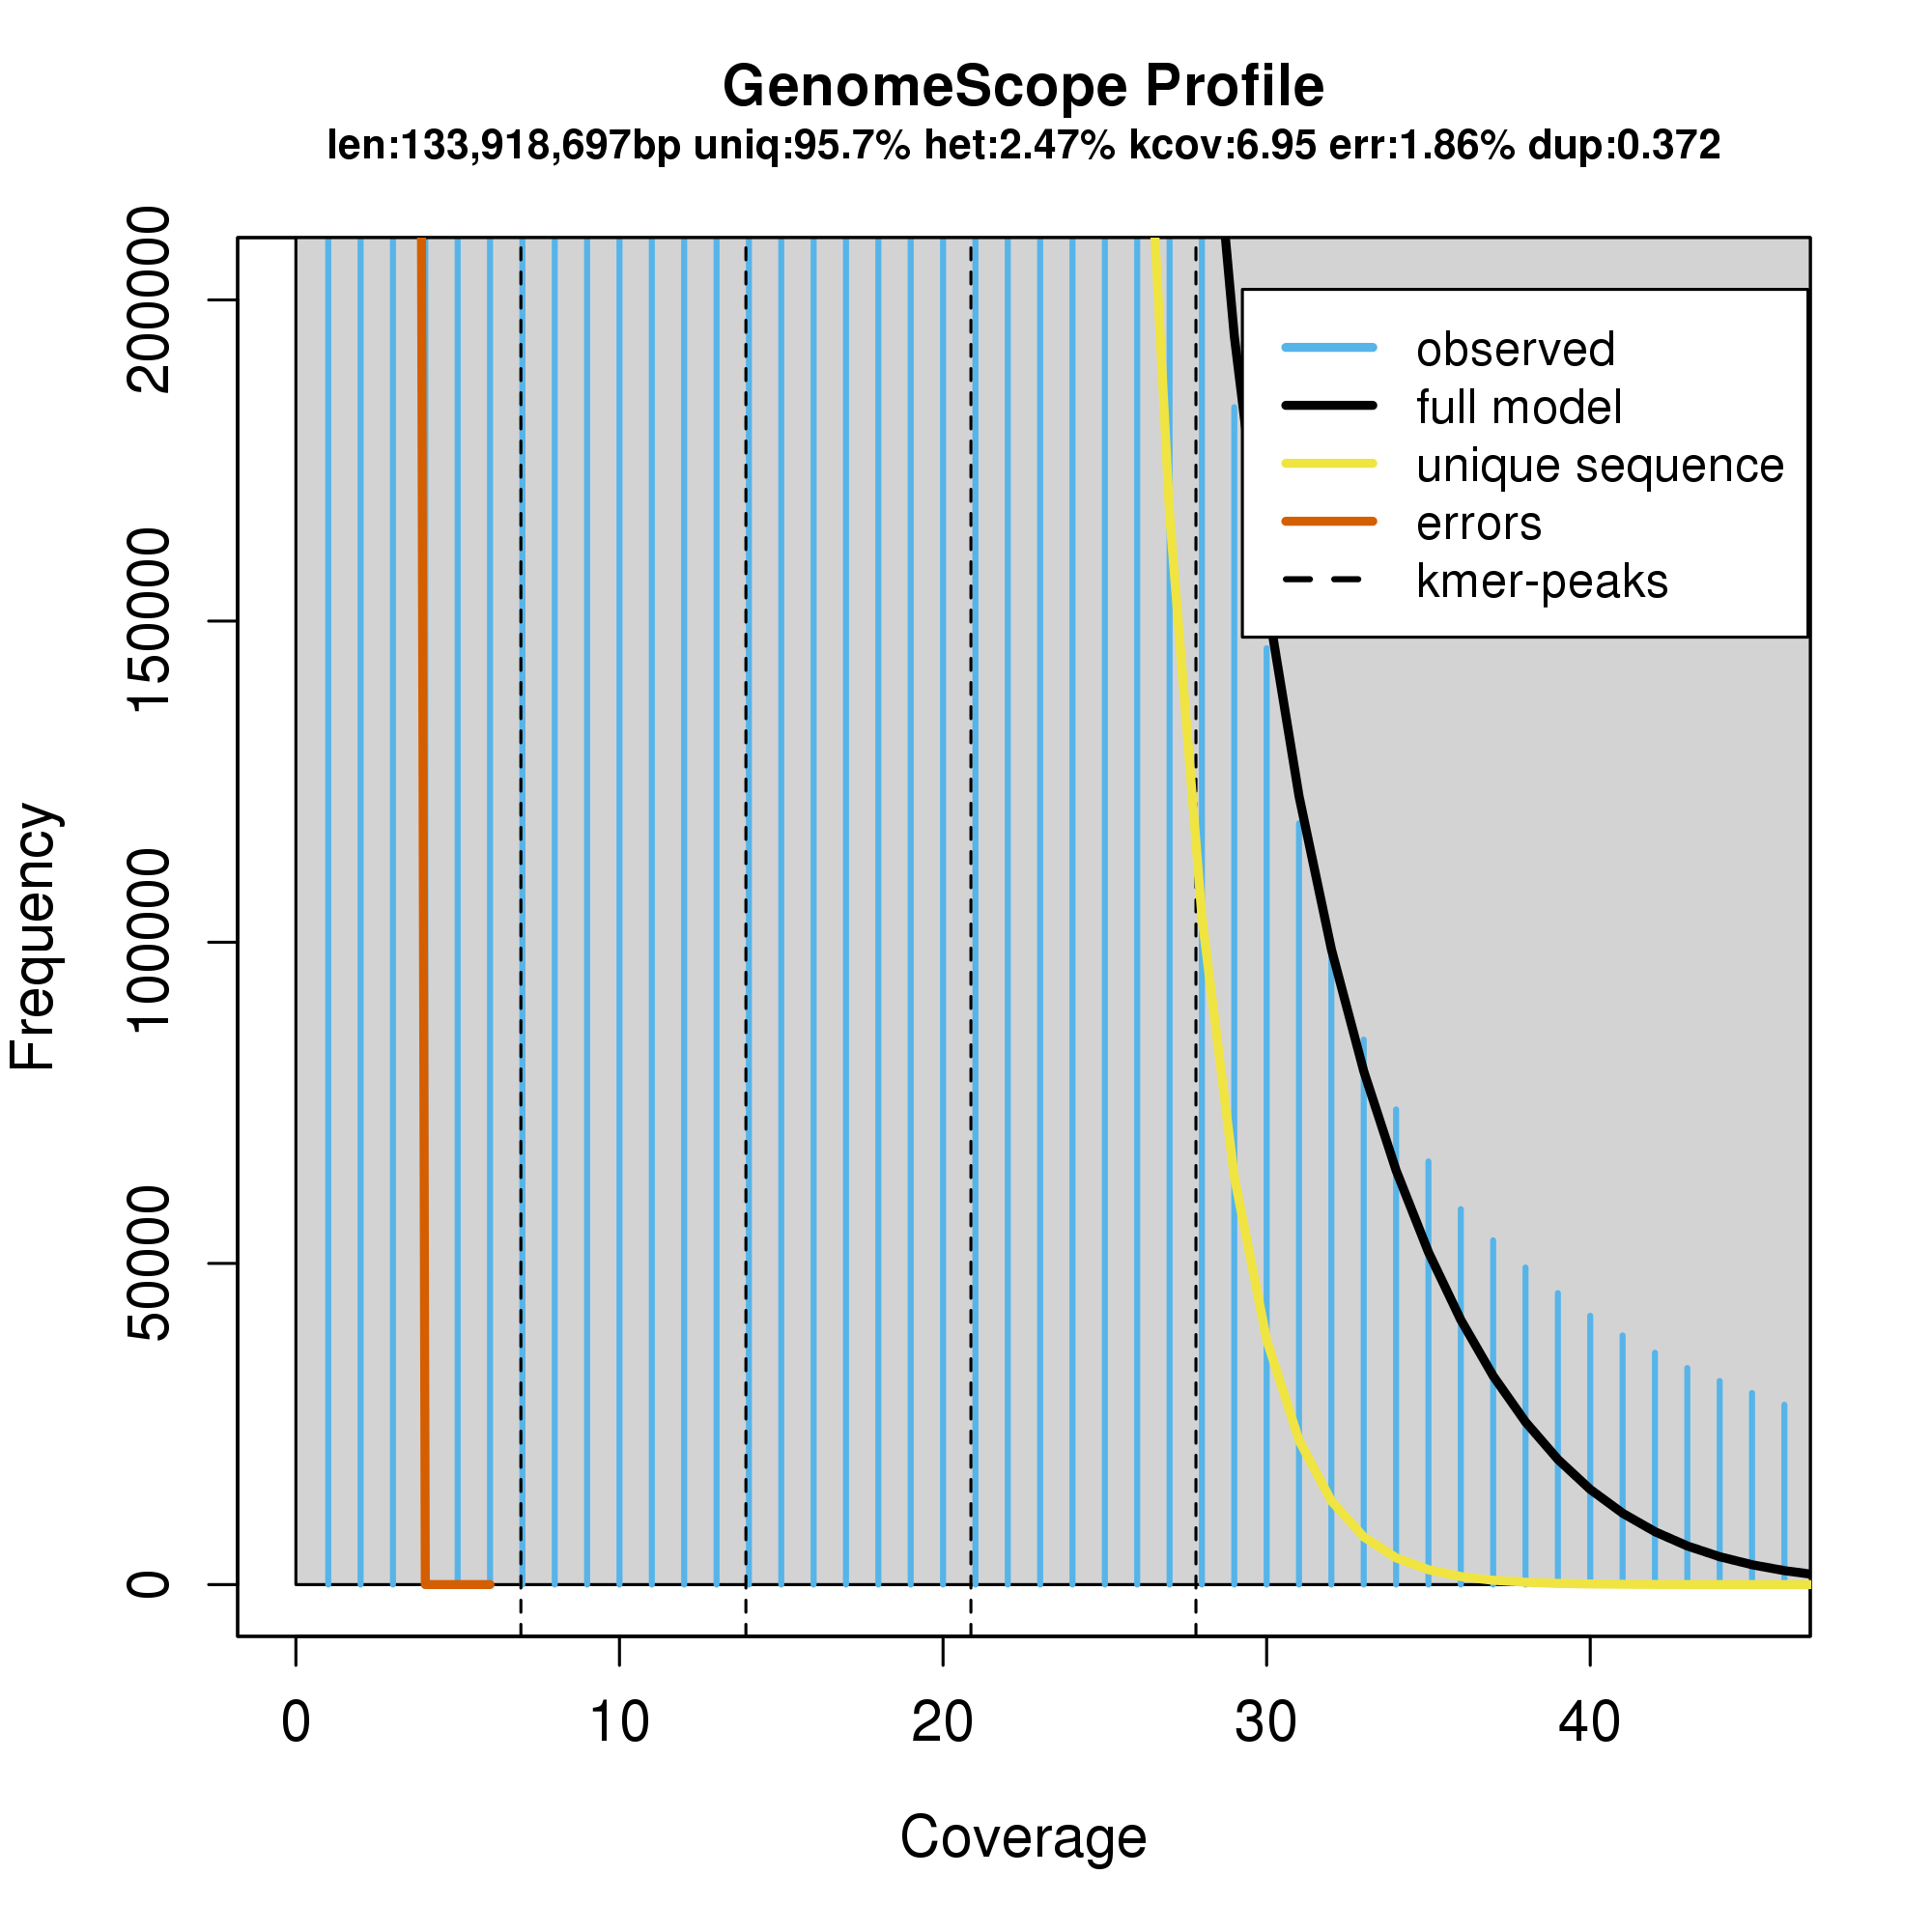 GenomeScope Profile
len:133,918,697bp uniq:95.7% het:2.47% kcov:6.95 err:1.86% dup:0.372
200000
150000
100000
50000
0
Frequency
observed
full model
unique sequence
errors
kmer-peaks
0 10 20 30 40
Coverage